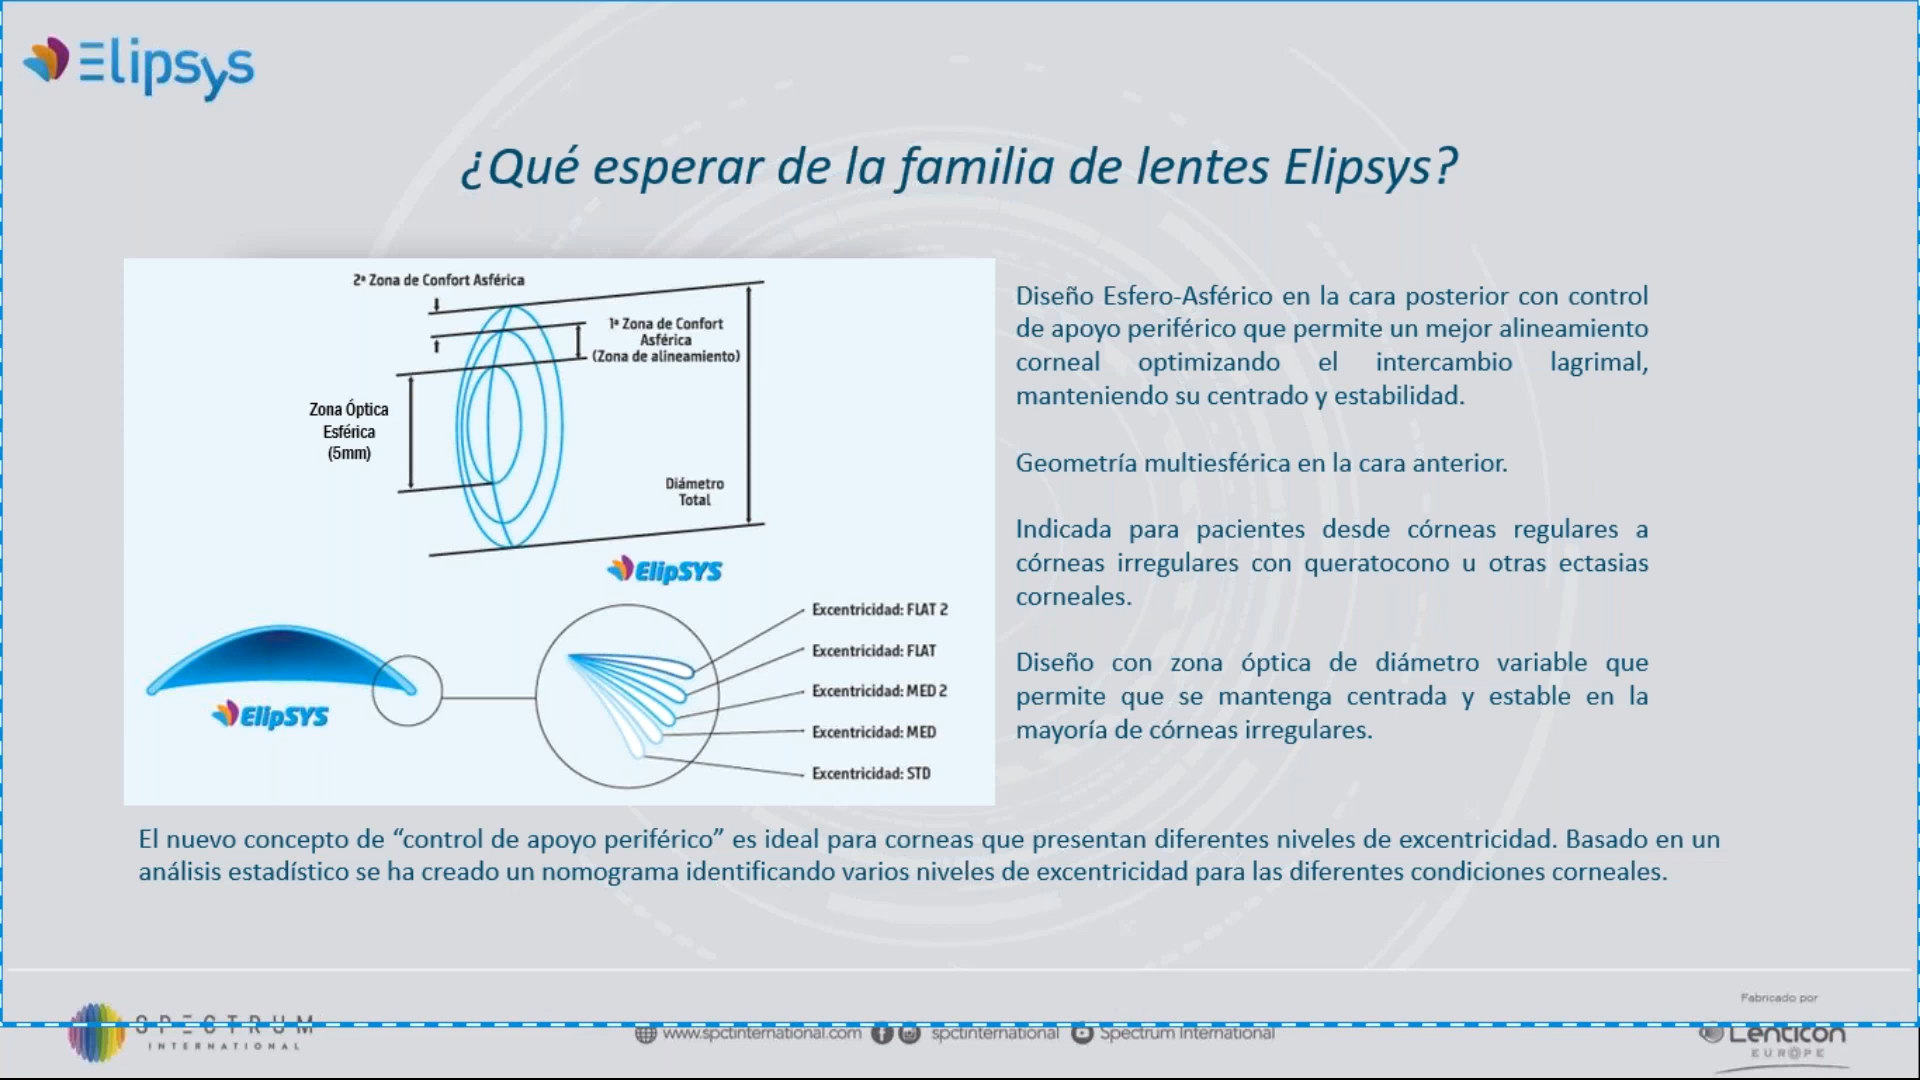 Elipsys
¿Qué esperar de la familia de lentes Elipsys?
2ª Zona de Confort Asférica
1ª Zona de Confort
Asférica
(Zona de alineamiento)
Zona Óptica
Esférica
(5mm)
Diámetro
Total
ElipSYS
ElipSYS
Excentricidad: FLAT 2
Excentricidad: FLAT
Excentricidad: MED 2
Excentricidad: MED
Excentricidad: STD
Diseño Esfero-Asférico en la cara posterior con control
de apoyo periférico que permite un mejor alineamiento
corneal optimizando el intercambio lagrimal,
manteniendo su centrado y estabilidad.
Geometría multiesférica en la cara anterior.
Indicada para pacientes desde córneas regulares a
córneas irregulares con queratocono u otras ectasias
corneales.
Diseño con zona óptica de diámetro variable que
permite que se mantenga centrada y estable en la
mayoría de córneas irregulares.
El nuevo concepto de “control de apoyo periférico” es ideal para corneas que presentan diferentes niveles de excentricidad. Basado en un
análisis estadístico se ha creado un nomograma identificando varios niveles de excentricidad para las diferentes condiciones corneales.
SPECTRUM
INTERNATIONAL
www.spctinternational.com spctinternational Spectrum International
Fabricado por
Lenticon
EUROPE